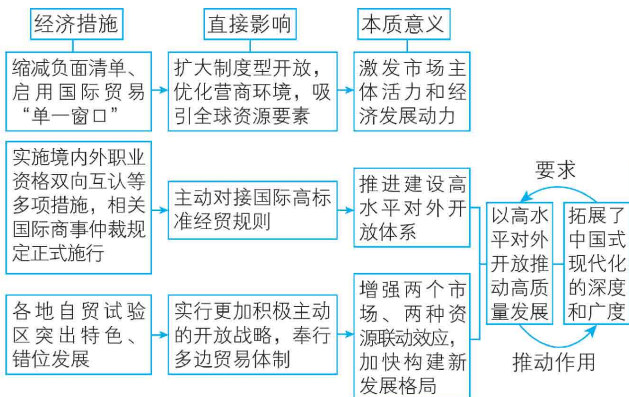 经济措施
直接影响
本质意义
缩减负面清单、
启用国际贸易
“单一窗口”
扩大制度型开放，
优化营商环境，吸
引全球资源要素
激发市场主
体活力和经
济发展动力
实施境内外职业
资格双向互认等
多项措施，相关
国际商事仲裁规
定正式施行
主动对接国际高标
准经贸规则
推进建设高
水平对外开
放体系
各地自贸试验
区突出特色、
错位发展
实行更加积极主动
的开放战略，奉行
多边贸易体制
增强两个市
场、两种资
源联动效应，
加快构建新
发展格局
要求
以高水
平对外
开放推
动高质
量发展
拓展了
中国式
现代化
的深度
和广度
推动作用